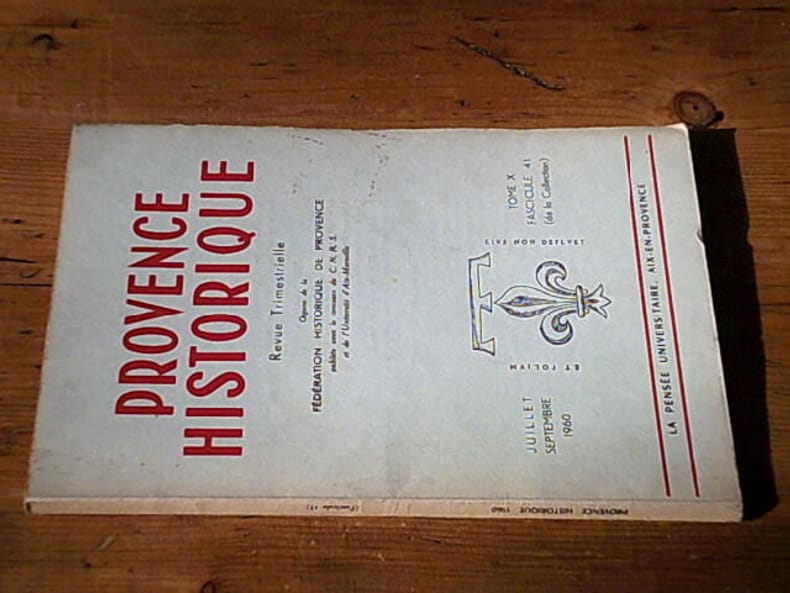 PROVENCE
HISTORIQUE
Revue Trimestrielle
Organe de la
FÉDÉRATION HISTORIQUE DE PROVENCE
publiée sous le concours du C.N.R.S.
et de l'Université d'Aix-Marseille
JUILLET
SEPTEMBRE
1960
ET FOLIVM
EIVS NON DEFLVET
TOME X
FASCICULE 41
(de la Collection)
LA PENSÉE UNIVERSITAIRE, AIX-EN-PROVENCE
PROVENCE HISTORIQUE 1960
(Fascicule 41)